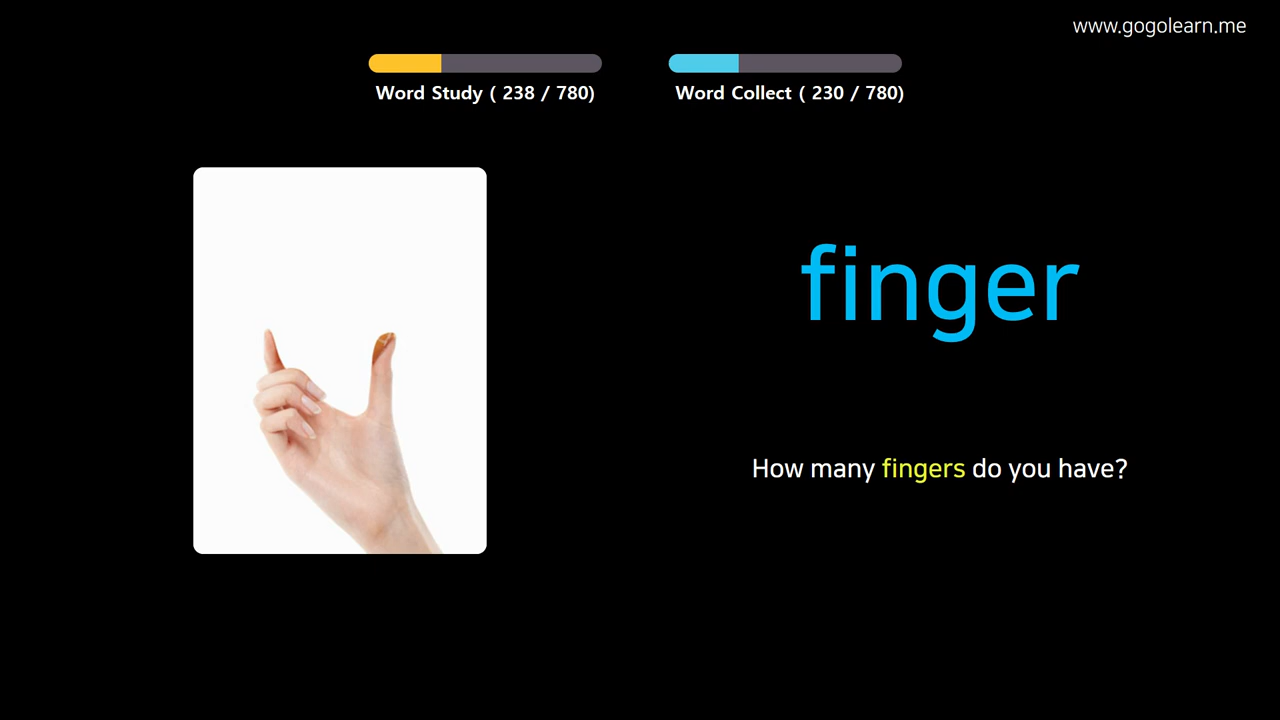 www.gogolearn.me
Word Study ( 238 / 780)
Word Collect ( 230 / 780)
finger
How many fingers do you have?